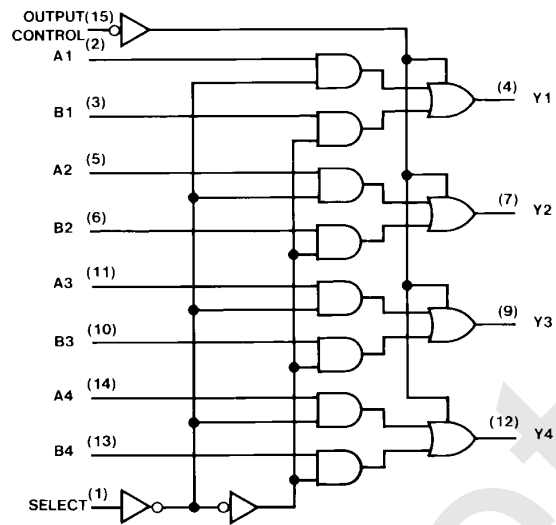 OUTPUT (15)
CONTROL
A1 (2)
B1 (3)
(4) Y1
A2 (5)
B2 (6)
(7) Y2
A3 (11)
B3 (10)
(9) Y3
A4 (14)
B4 (13)
(12) Y4
SELECT (1)